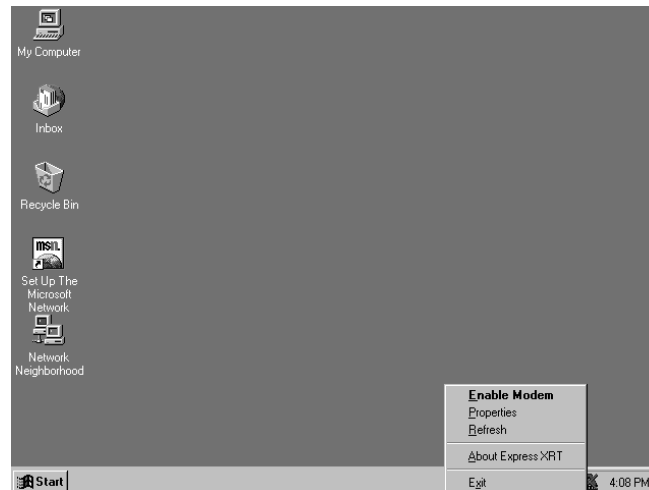 My Computer
Inbox
Recycle Bin
msn.
Set Up The
Microsoft
Network
Network
Neighborhood
Enable Modem
Properties
Refresh
About Express XRT
Exit
Start
4:08 PM